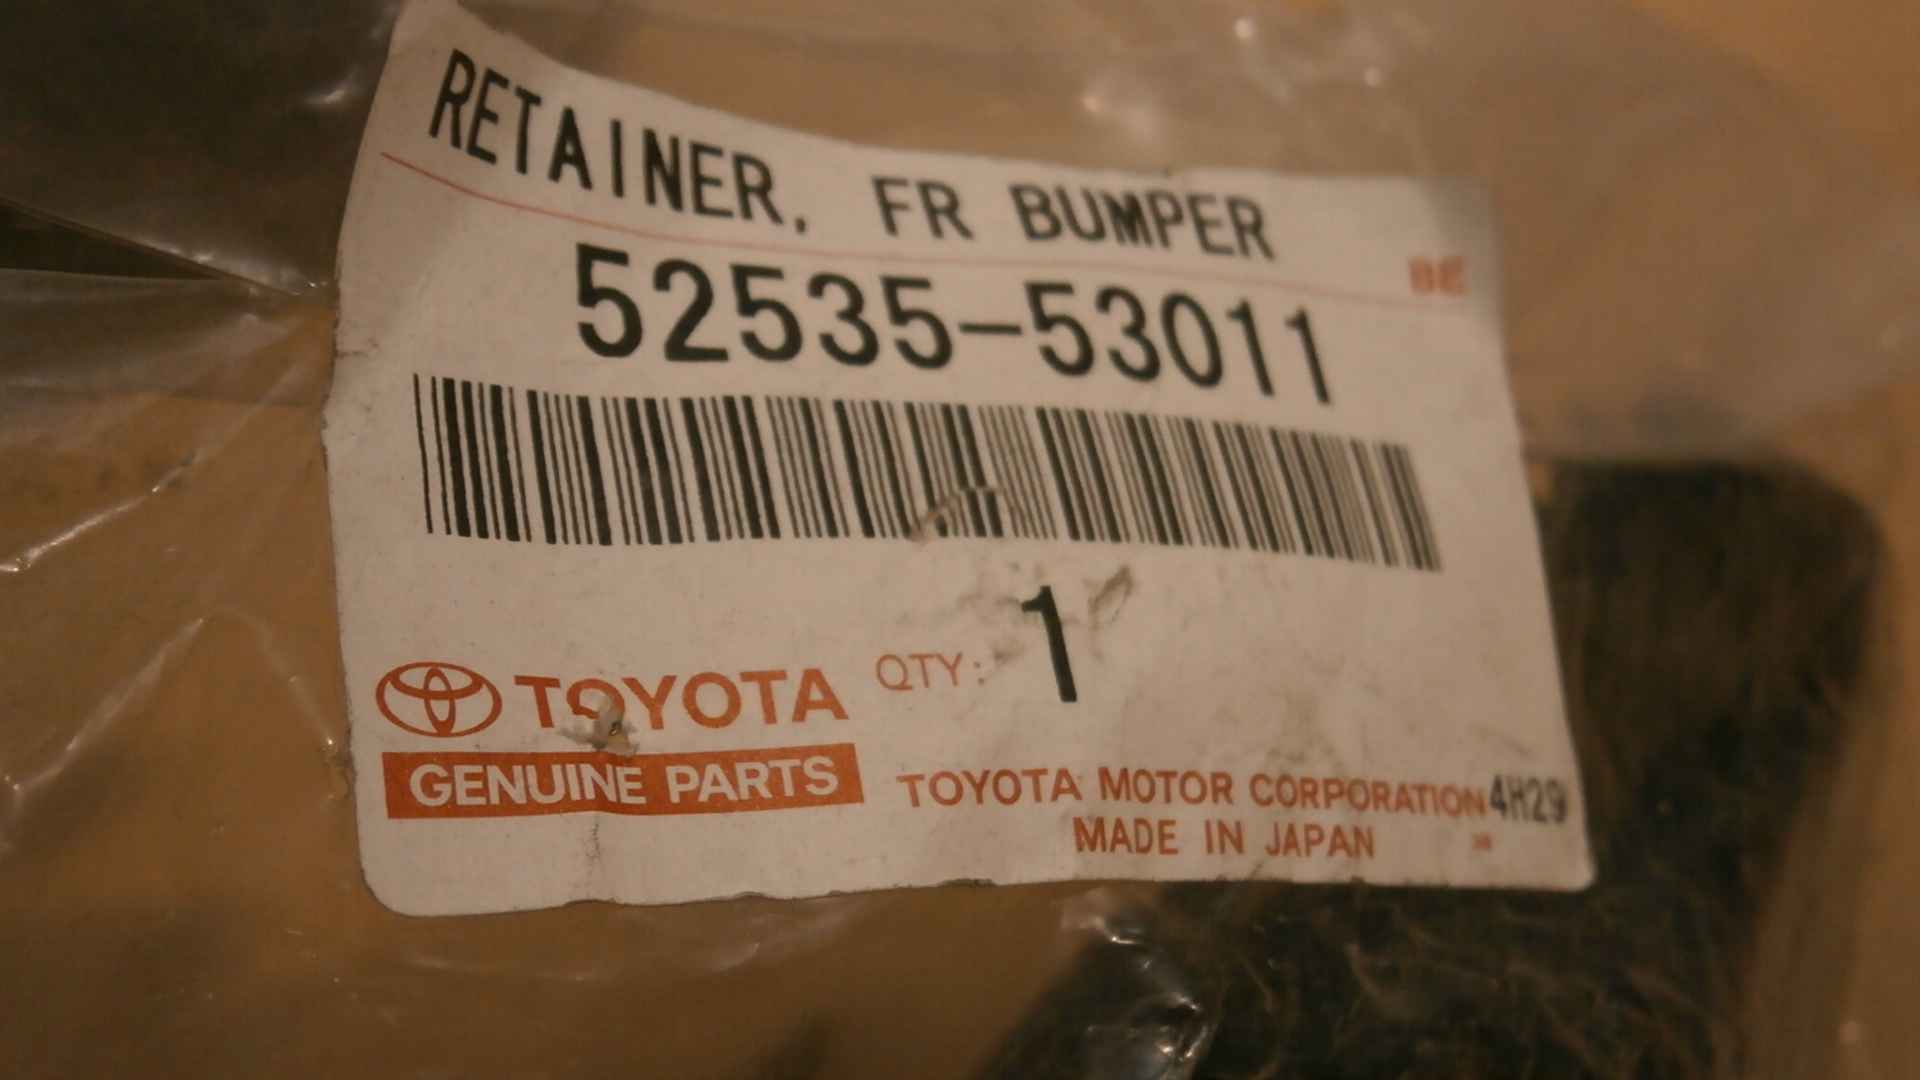 RETAINER, FR BUMPER
52535-53011
QTY: 1
TOYOTA
GENUINE PARTS
TOYOTA MOTOR CORPORATION 4H29
MADE IN JAPAN